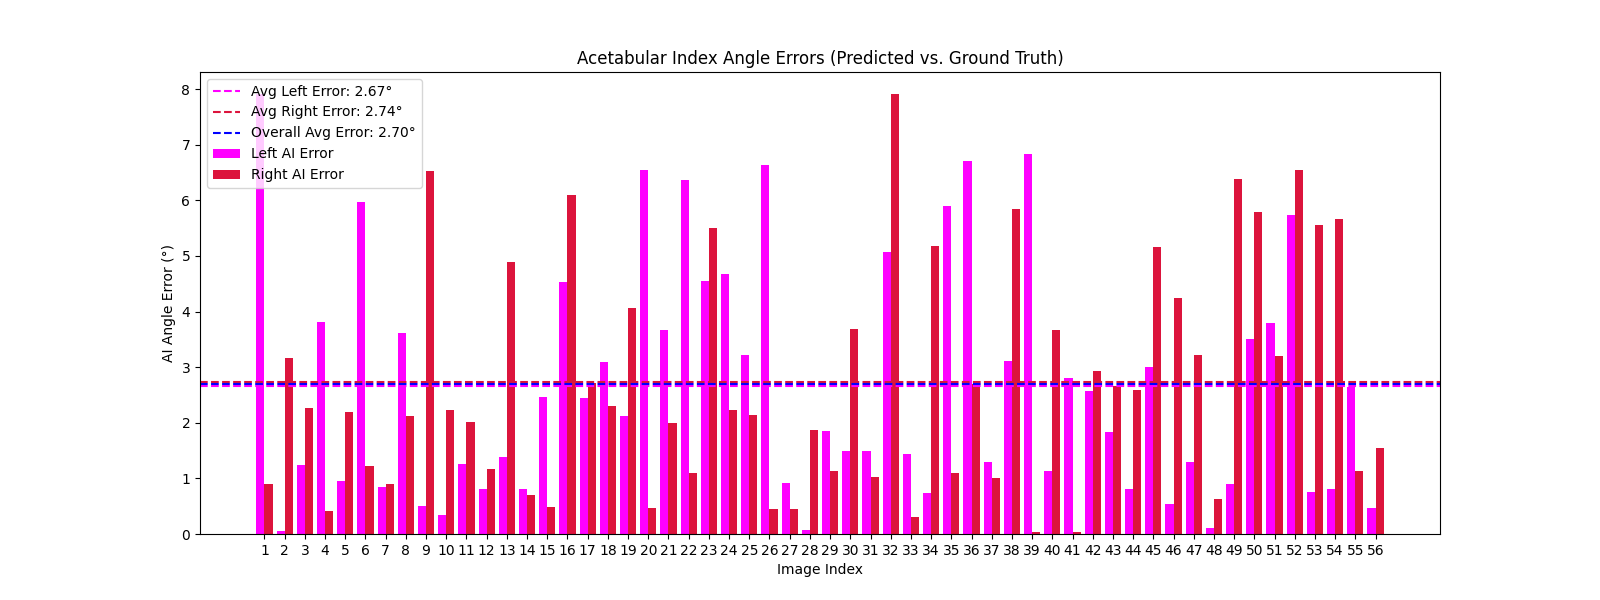 Acetabular Index Angle Errors (Predicted vs. Ground Truth)
Avg Left Error: 2.67°
Avg Right Error: 2.74°
Overall Avg Error: 2.70°
Left AI Error
Right AI Error
AI Angle Error (°)
8
7
6
5
4
3
2
1
0
1 2 3 4 5 6 7 8 9 10 11 12 13 14 15 16 17 18 19 20 21 22 23 24 25 26 27 28 29 30 31 32 33 34 35 36 37 38 39 40 41 42 43 44 45 46 47 48 49 50 51 52 53 54 55 56
Image Index